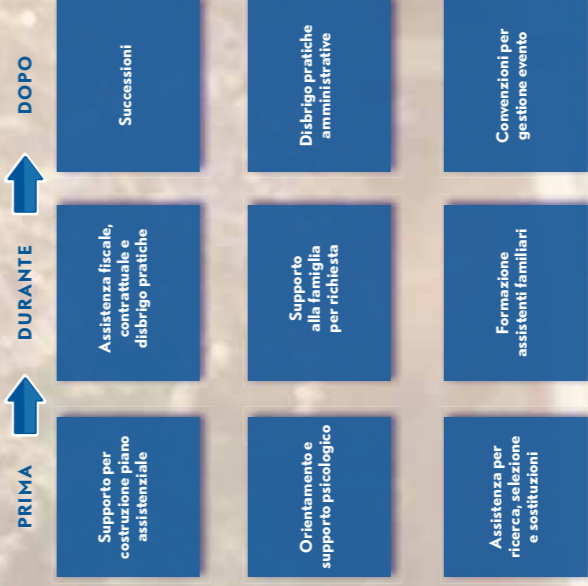 PRIMA
DURANTE
DOPO
Supporto per
costruzione piano
assistenziale
Assistenza fiscale,
contrattuale e
disbrigo pratiche
Successioni
Orientamento e
supporto psicologico
Supporto
alla famiglia
per richiesta
Disbrigo pratiche
amministrative
Assistenza per
ricerca, selezione
e sostituzioni
Formazione
assistenti familiari
Convenzioni per
gestione evento